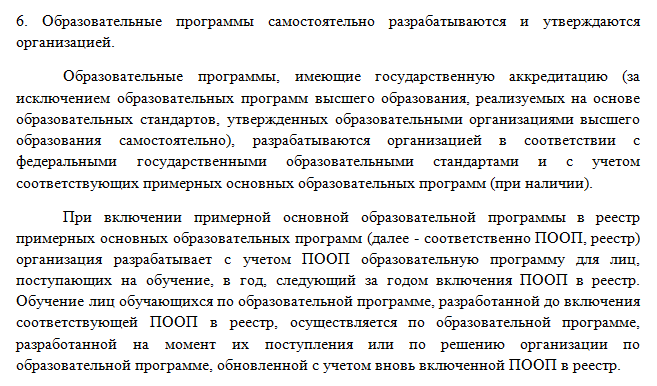 6. Образовательные программы самостоятельно разрабатываются и утверждаются
организацией.
Образовательные программы, имеющие государственную аккредитацию (за
исключением образовательных программ высшего образования, реализуемых на основе
образовательных стандартов, утвержденных образовательными организациями высшего
образования самостоятельно), разрабатываются организацией в соответствии с
федеральными государственными образовательными стандартами и с учетом
соответствующих примерных основных образовательных программ (при наличии).
При включении примерной основной образовательной программы в реестр
примерных основных образовательных программ (далее - соответственно ПООП, реестр)
организация разрабатывает с учетом ПООП образовательную программу для лиц,
поступающих на обучение, в год, следующий за годом включения ПООП в реестр.
Обучение лиц обучающихся по образовательной программе, разработанной до включения
соответствующей ПООП в реестр, осуществляется по образовательной программе,
разработанной на момент их поступления или по решению организации по
образовательной программе, обновленной с учетом вновь включенной ПООП в реестр.